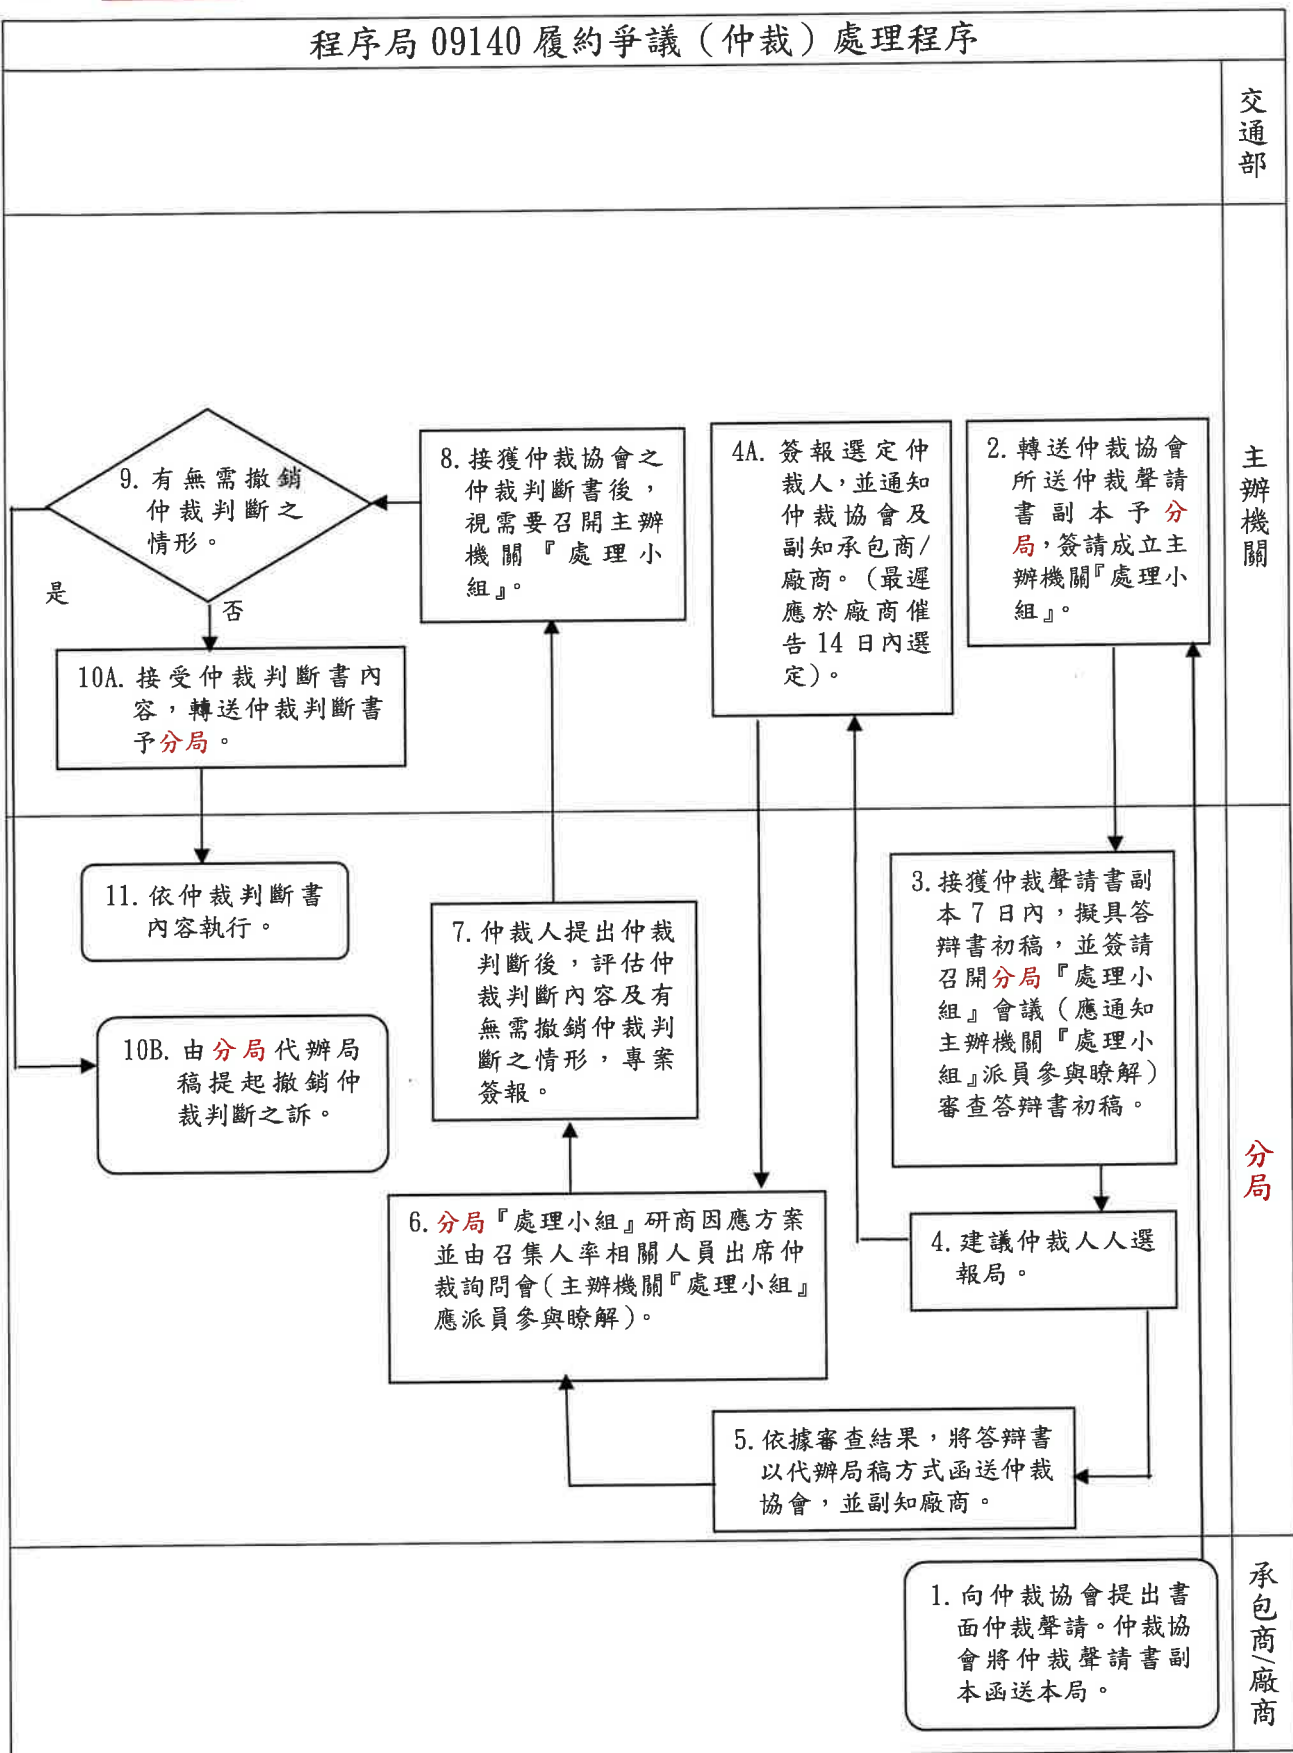 程序局 09140 履約爭議（仲裁）處理程序
交通部
主辦機關
9. 有無需撤銷
仲裁判斷之
情形。
是
否
8. 接獲仲裁協會之
仲裁判斷書後，
視需要召開主辦
機關『處理小
組』。
4A. 簽報選定仲
裁人，並通知
仲裁協會及
副知承包商/
廠商。（最遲
應於廠商催
告 14 日內選
定）。
2. 轉送仲裁協會
所送仲裁聲請
書副本予分
局，簽請成立主
辦機關『處理小
組』。
10A. 接受仲裁判斷書內
容，轉送仲裁判斷書
予分局。
分局
11. 依仲裁判斷書
內容執行。
10B. 由分局代辦局
稿提起撤銷仲
裁判斷之訴。
7. 仲裁人提出仲裁
判斷後，評估仲
裁判斷內容及有
無需撤銷仲裁判
斷之情形，專案
簽報。
3. 接獲仲裁聲請書副
本 7 日內，擬具答
辯書初稿，並簽請
召開分局『處理小
組』會議（應通知
主辦機關『處理小
組』派員參與瞭解）
審查答辯書初稿。
6. 分局『處理小組』研商因應方案
並由召集人率相關人員出席仲
裁詢問會（主辦機關『處理小組』
應派員參與瞭解）。
4. 建議仲裁人人選
報局。
5. 依據審查結果，將答辯書
以代辦局稿方式函送仲裁
協會，並副知廠商。
承包商/廠商
1. 向仲裁協會提出書
面仲裁聲請。仲裁協
會將仲裁聲請書副
本函送本局。